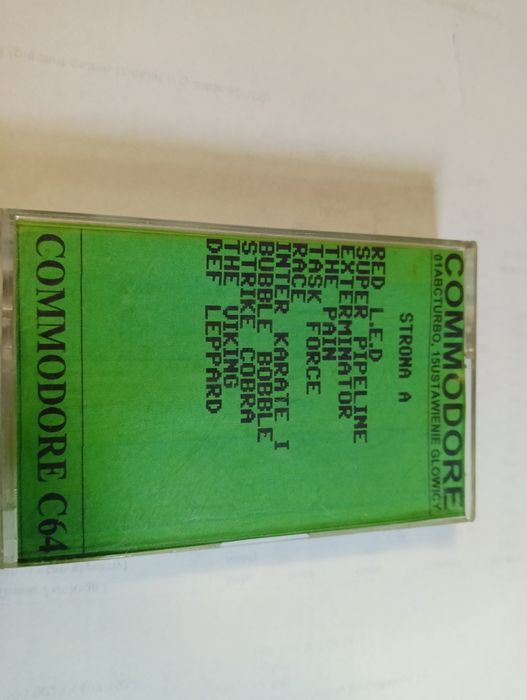 COMMODORE
01ABCTURBO, 15USTAWIENIE GŁOWICY
STRONA A
RED L.E.D
SUPER PIPELINE
EXTERMINATOR
THE PAIN
TASK FORCE
RACE
INTER KARATE I
BUBBLE BOBBLE
STRIKE COBRA
THE VIKING
DEF LEPPARD
COMMODORE C64